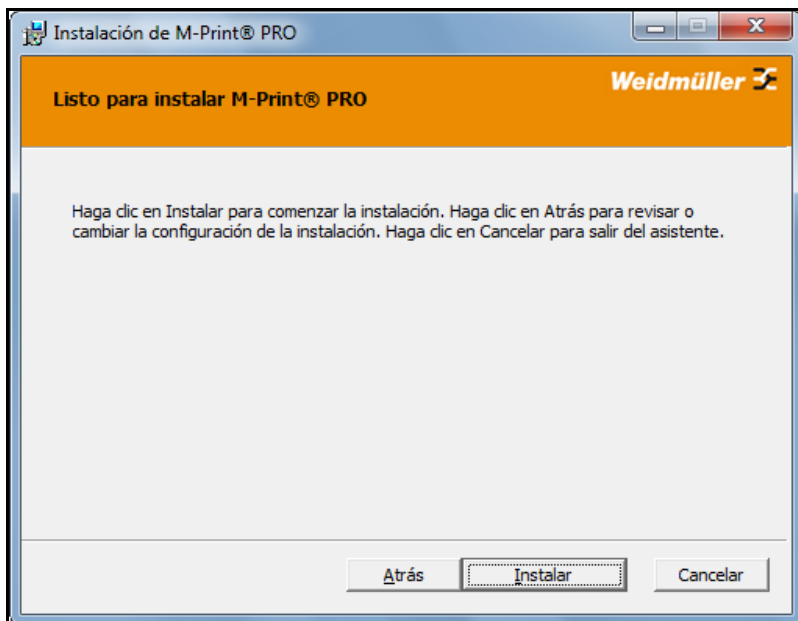 Instalación de M-Print® PRO
Weidmüller
Listo para instalar M-Print® PRO
Haga clic en Instalar para comenzar la instalación. Haga clic en Atrás para revisar o
cambiar la configuración de la instalación. Haga clic en Cancelar para salir del asistente.
Atrás Instalar Cancelar